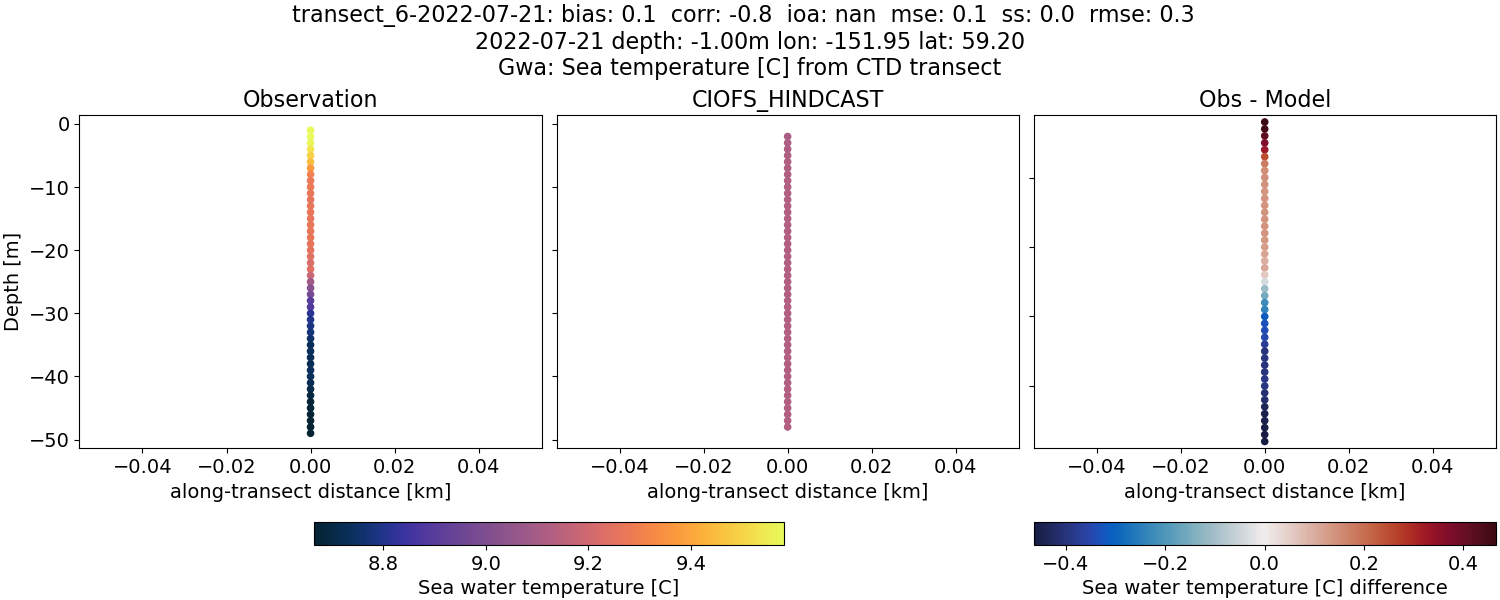 transect_6-2022-07-21: bias: 0.1  corr: -0.8  ioa: nan  mse: 0.1  ss: 0.0  rmse: 0.3
2022-07-21 depth: -1.00m lon: -151.95 lat: 59.20
Gwa: Sea temperature [C] from CTD transect
Observation
CIOFS_HINDCAST
Obs - Model
Depth [m]
0
−10
−20
−30
−40
−50
−0.04 −0.02 0.00 0.02 0.04
−0.04 −0.02 0.00 0.02 0.04
−0.04 −0.02 0.00 0.02 0.04
along-transect distance [km]
along-transect distance [km]
along-transect distance [km]
8.8 9.0 9.2 9.4
Sea water temperature [C]
−0.4 −0.2 0.0 0.2 0.4
Sea water temperature [C] difference